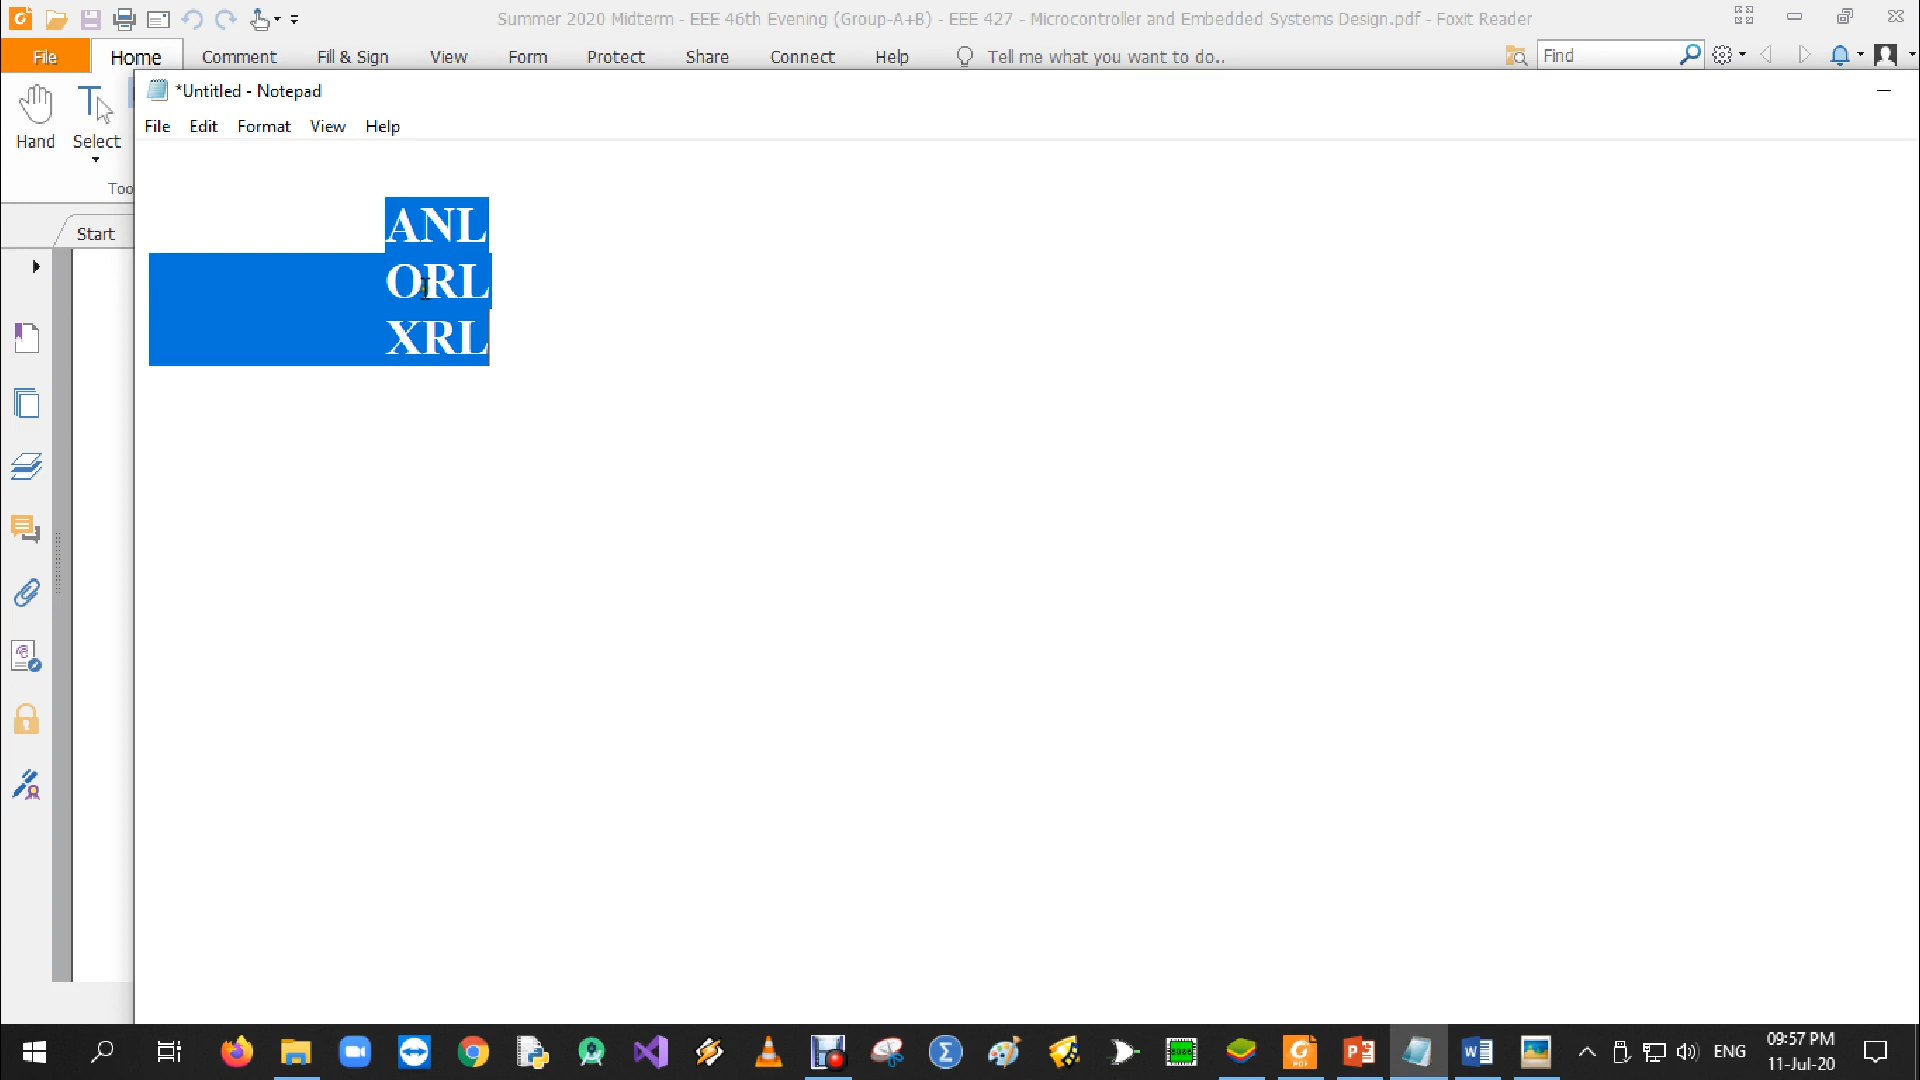 Summer 2020 Midterm - EEE 46th Evening (Group-A+B) - EEE 427 - Microcontroller and Embedded Systems Design.pdf - Foxit Reader
File Home Comment Fill & Sign View Form Protect Share Connect Help Tell me what you want to do.. Find
*Untitled - Notepad
File Edit Format View Help
Hand Select
Too
Start
ANL
ORL
XRL
ENG
09:57 PM
11-Jul-20